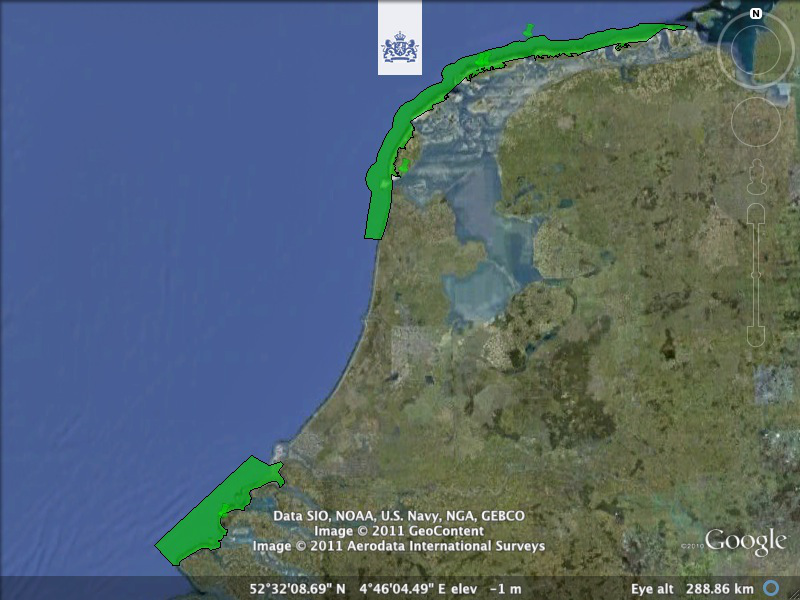 N
Data SIO, NOAA, U.S. Navy, NGA, GEBCO
Image © 2011 GeoContent
Image © 2011 Aerodata International Surveys
©2010 Google
52°32'08.69" N 4°46'04.49" E elev -1 m
Eye alt 288.86 km